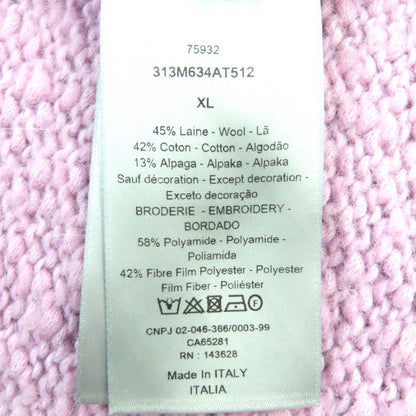 75932
313M634AT512
XL
45% Laine - Wool - Lã
42% Coton - Cotton - Algodão
13% Alpaga - Alpaka - Alpaka
Sauf décoration - Except decoration -
Exceto decoração
BRODERIE - EMBROIDERY -
BORDADO
58% Polyamide - Polyamide -
Poliamida
42% Fibre Film Polyester - Polyester
Film Fiber - Poliéster
CNPJ 02-046-366/0003-99
CA65281
RN : 143628
Made In ITALY
ITALIA